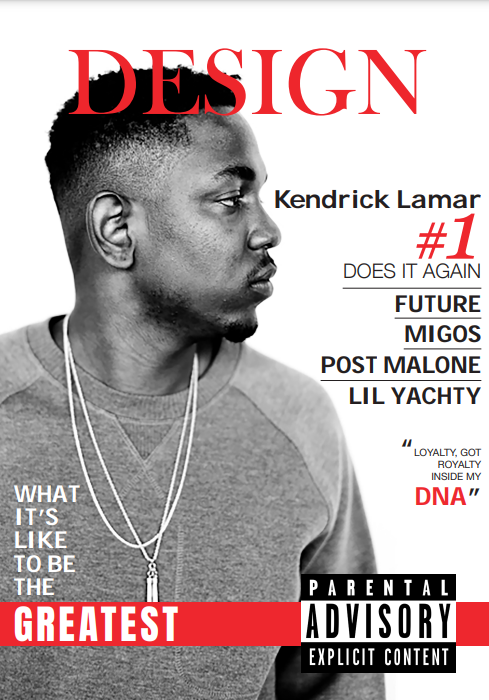 DESIGN
Kendrick Lamar
#1
DOES IT AGAIN
FUTURE
MIGOS
POST MALONE
LIL YACHTY
“LOYALTY, GOT
ROYALTY
INSIDE MY
DNA”
WHAT
IT'S
LIKE
TO BE
THE
GREATEST
PARENTAL
ADVISORY
EXPLICIT CONTENT